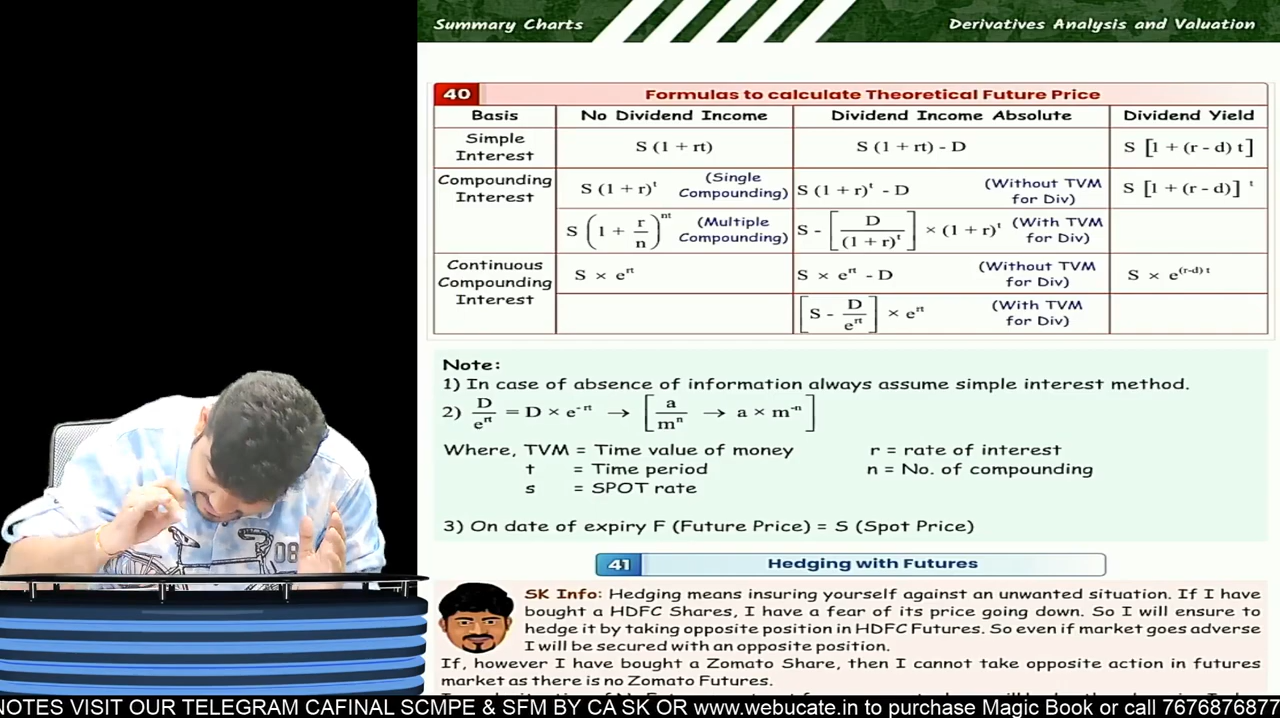 Summary Charts
Derivatives Analysis and Valuation
40 Formulas to calculate Theoretical Future Price
Basis No Dividend Income Dividend Income Absolute Dividend Yield
Simple Interest S (1 + rt) S (1 + rt) - D S [1 + (r - d) t]
Compounding Interest S (1 + r)^t (Single Compounding) S (1 + r)^t - D (Without TVM for Div) S [1 + (r - d)]^t
S (1 + r/n)^nt (Multiple Compounding) S - [D/(1 + r)^t] × (1 + r)^t (With TVM for Div)
Continuous Compounding Interest S × e^rt S × e^rt - D (Without TVM for Div) S × e^(r-d) t
[S - D/e^rt] × e^rt (With TVM for Div)
Note:
1) In case of absence of information always assume simple interest method.
2) D/e^rt = D × e^-rt → [a/m^n → a × m^-n]
Where, TVM = Time value of money r = rate of interest
t = Time period n = No. of compounding
s = SPOT rate
3) On date of expiry F (Future Price) = S (Spot Price)
41 Hedging with Futures
SK Info: Hedging means insuring yourself against an unwanted situation. If I have
bought a HDFC Shares, I have a fear of its price going down. So I will ensure to
hedge it by taking opposite position in HDFC Futures. So even if market goes adverse
I will be secured with an opposite position.
If, however I have bought a Zomato Share, then I cannot take opposite action in futures
market as there is no Zomato Futures.
08
NOTES VISIT OUR TELEGRAM CAFINAL SCMPE & SFM BY CA SK OR www.webucate.in to purchase Magic Book or call 7676876877